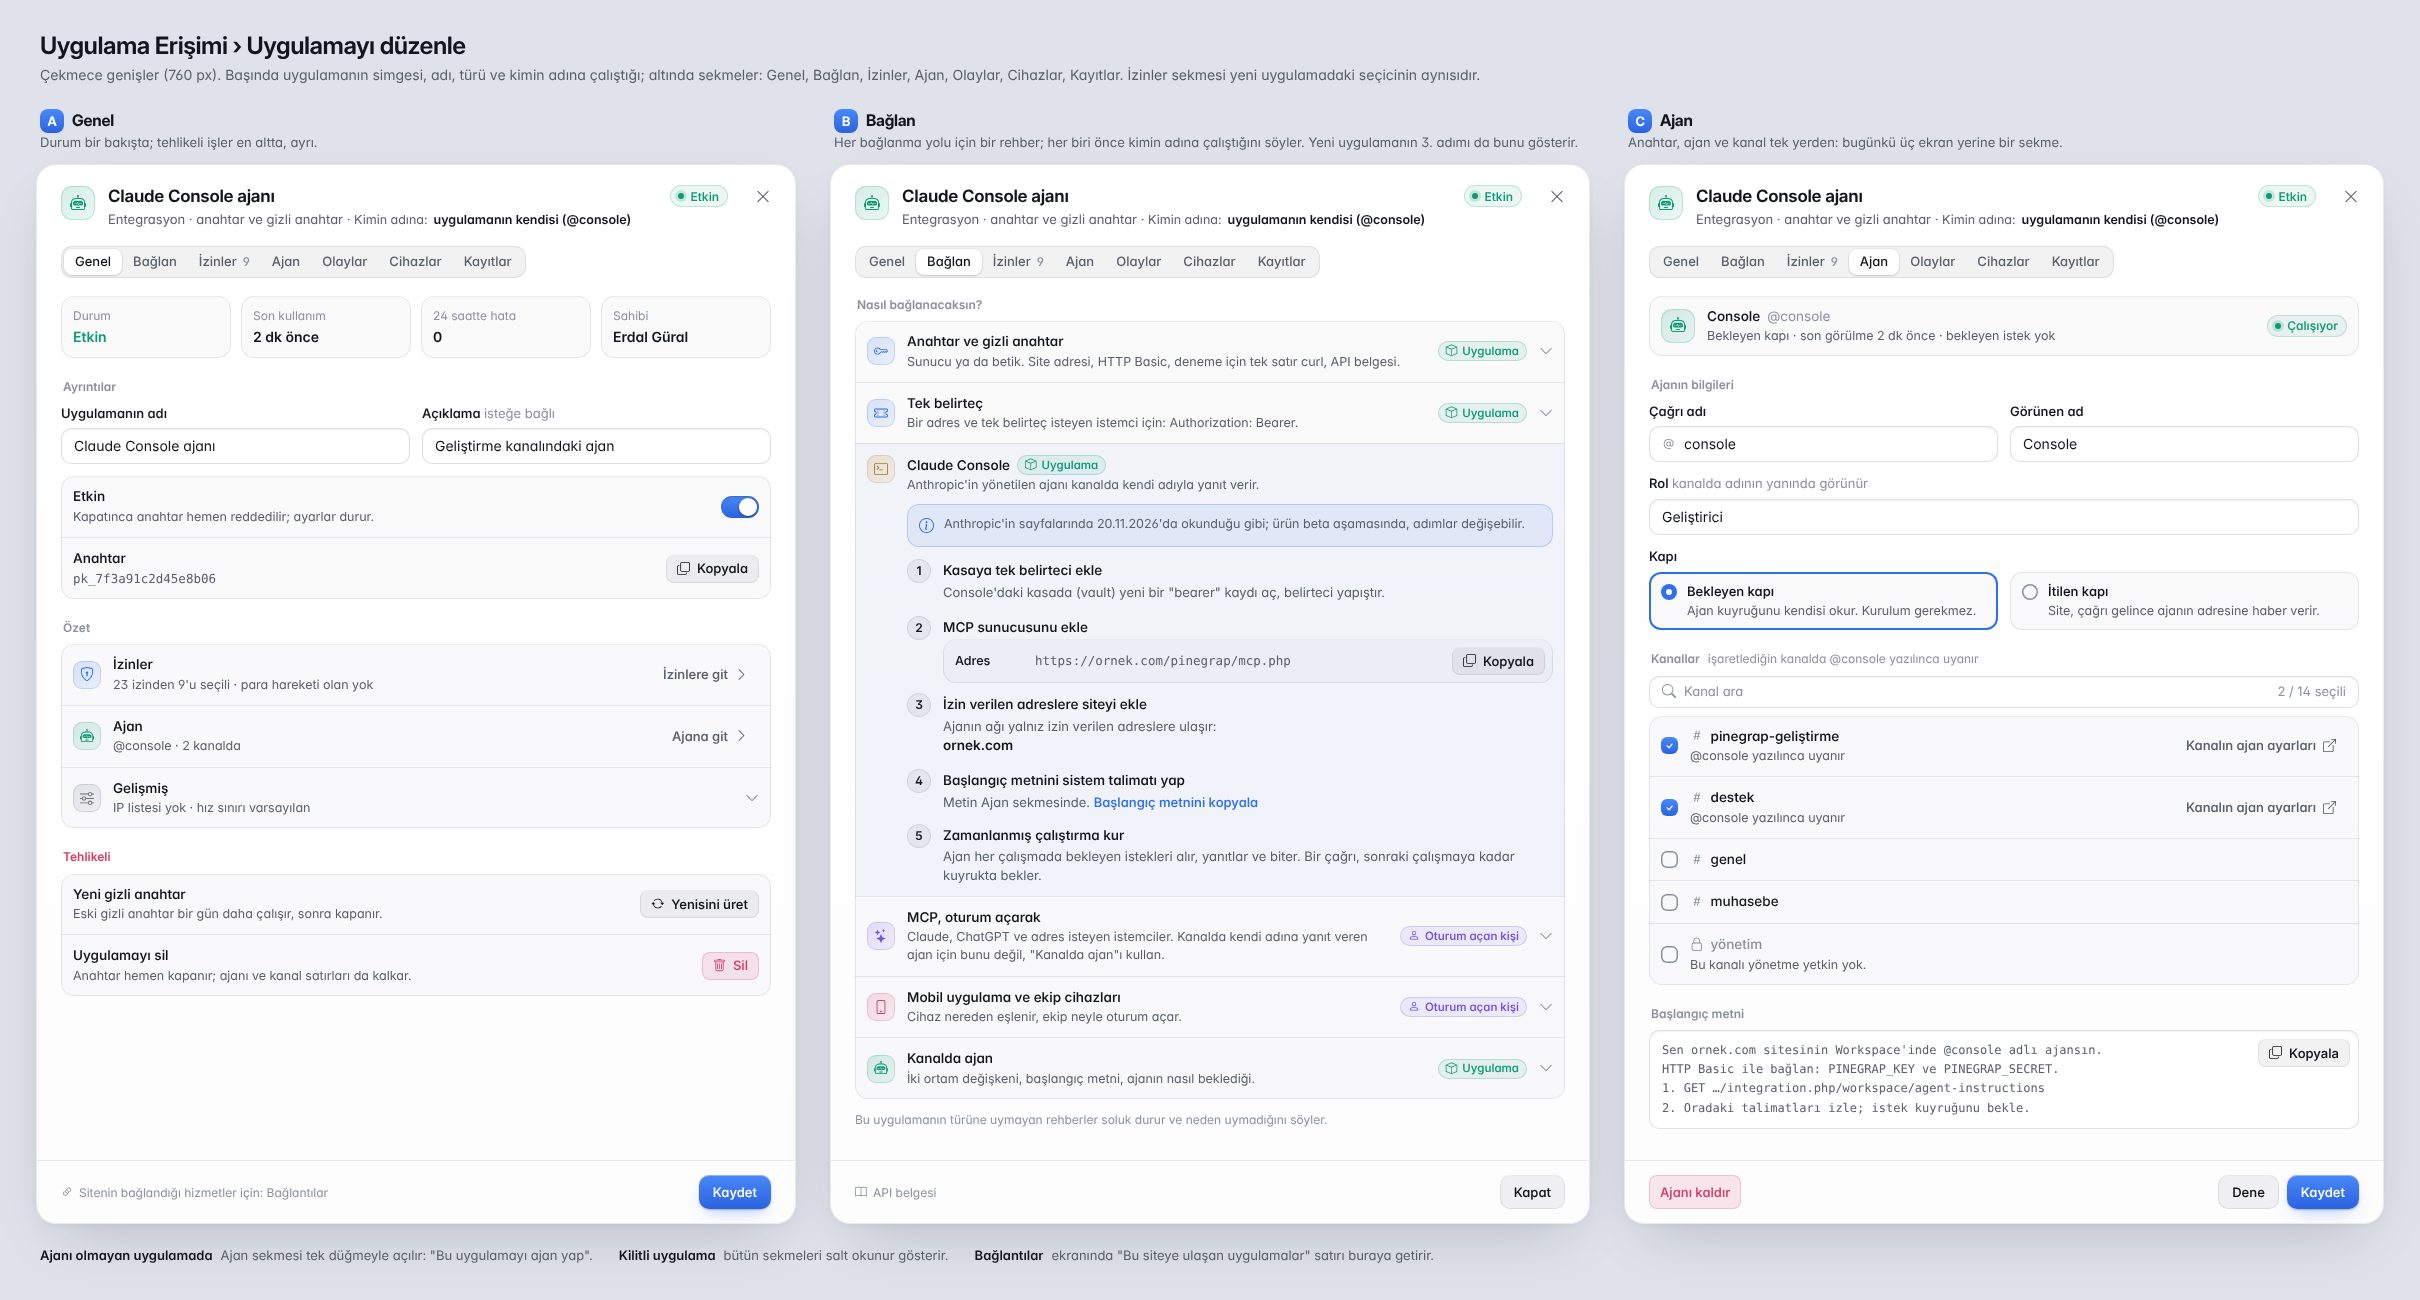 Uygulama Erişimi › Uygulamayı düzenle
Çekmece genişler (760 px). Başında uygulamanın simgesi, adı, türü ve kimin adına çalıştığı; altında sekmeler: Genel, Bağlan, İzinler, Ajan, Olaylar, Cihazlar, Kayıtlar. İzinler sekmesi yeni uygulamadaki seçicinin aynısıdır.
A Genel
Durum bir bakışta; tehlikeli işler en altta, ayrı.
Claude Console ajanı
Etkin
Entegrasyon · anahtar ve gizli anahtar · Kimin adına: uygulamanın kendisi (@console)
Genel Bağlan İzinler 9 Ajan Olaylar Cihazlar Kayıtlar
Durum
Etkin
Son kullanım
2 dk önce
24 saatte hata
0
Sahibi
Erdal Güral
Ayrıntılar
Uygulamanın adı
Claude Console ajanı
Açıklama isteğe bağlı
Geliştirme kanalındaki ajan
Etkin
Kapatınca anahtar hemen reddedilir; ayarlar durur.
Anahtar
pk_7f3a91c2d45e8b06
Kopyala
Özet
İzinler
23 izinden 9'u seçili · para hareketi olan yok
İzinlere git
Ajan
@console · 2 kanalda
Ajana git
Gelişmiş
IP listesi yok · hız sınırı varsayılan
Tehlikeli
Yeni gizli anahtar
Eski gizli anahtar bir gün daha çalışır, sonra kapanır.
Yenisini üret
Uygulamayı sil
Anahtar hemen kapanır; ajanı ve kanal satırları da kalkar.
Sil
Sitenin bağlandığı hizmetler için: Bağlantılar
Kaydet
B Bağlan
Her bağlanma yolu için bir rehber; her biri önce kimin adına çalıştığını söyler. Yeni uygulamanın 3. adımı da bunu gösterir.
Claude Console ajanı
Etkin
Entegrasyon · anahtar ve gizli anahtar · Kimin adına: uygulamanın kendisi (@console)
Genel Bağlan İzinler 9 Ajan Olaylar Cihazlar Kayıtlar
Nasıl bağlanacaksın?
Anahtar ve gizli anahtar
Sunucu ya da betik. Site adresi, HTTP Basic, deneme için tek satır curl, API belgesi.
Uygulama
Tek belirteç
Bir adres ve tek belirteç isteyen istemci için: Authorization: Bearer.
Uygulama
Claude Console Uygulama
Anthropic'in yönetilen ajanı kanalda kendi adıyla yanıt verir.
Anthropic'in sayfalarında 20.11.2026'da okunduğu gibi; ürün beta aşamasında, adımlar değişebilir.
1 Kasaya tek belirteci ekle
Console'daki kasada (vault) yeni bir "bearer" kaydı aç, belirteci yapıştır.
2 MCP sunucusunu ekle
Adres https://ornek.com/pinegrap/mcp.php Kopyala
3 İzin verilen adreslere siteyi ekle
Ajanın ağı yalnız izin verilen adreslere ulaşır:
ornek.com
4 Başlangıç metnini sistem talimatı yap
Metin Ajan sekmesinde. Başlangıç metnini kopyala
5 Zamanlanmış çalıştırma kur
Ajan her çalışmada bekleyen istekleri alır, yanıtlar ve biter. Bir çağrı, sonraki çalışmaya kadar
kuyrukta bekler.
MCP, oturum açarak
Claude, ChatGPT ve adres isteyen istemciler. Kanalda kendi adına yanıt veren
ajan için bunu değil, "Kanalda ajan"ı kullan.
Oturum açan kişi
Mobil uygulama ve ekip cihazları
Cihaz nereden eşlenir, ekip neyle oturum açar.
Oturum açan kişi
Kanalda ajan
İki ortam değişkeni, başlangıç metni, ajanın nasıl beklediği.
Uygulama
Bu uygulamanın türüne uymayan rehberler soluk durur ve neden uymadığını söyler.
API belgesi
Kapat
C Ajan
Anahtar, ajan ve kanal tek yerden: bugünkü üç ekran yerine bir sekme.
Claude Console ajanı
Etkin
Entegrasyon · anahtar ve gizli anahtar · Kimin adına: uygulamanın kendisi (@console)
Genel Bağlan İzinler 9 Ajan Olaylar Cihazlar Kayıtlar
Console @console
Bekleyen kapı · son görülme 2 dk önce · bekleyen istek yok
Çalışıyor
Ajanın bilgileri
Çağrı adı
@ console
Görünen ad
Console
Rol kanalda adının yanında görünür
Geliştirici
Kapı
Bekleyen kapı
Ajan kuyruğunu kendisi okur. Kurulum gerekmez.
İtilen kapı
Site, çağrı gelince ajanın adresine haber verir.
Kanallar işaretlediğin kanalda @console yazılınca uyanır
Kanal ara
2 / 14 seçili
# pinegrap-geliştirme
@console yazılınca uyanır
Kanalın ajan ayarları
# destek
@console yazılınca uyanır
Kanalın ajan ayarları
# genel
# muhasebe
yönetim
Bu kanalı yönetme yetkin yok.
Başlangıç metni
Sen ornek.com sitesinin Workspace'inde @console adlı ajansın.
HTTP Basic ile bağlan: PINEGRAP_KEY ve PINEGRAP_SECRET.
1. GET …/integration.php/workspace/agent-instructions
2. Oradaki talimatları izle; istek kuyruğunu bekle.
Kopyala
Ajanı kaldır
Dene
Kaydet
Ajanı olmayan uygulamada Ajan sekmesi tek düğmeyle açılır: "Bu uygulamayı ajan yap". Kilitli uygulama bütün sekmeleri salt okunur gösterir. Bağlantılar ekranında "Bu siteye ulaşan uygulamalar" satırı buraya getirir.